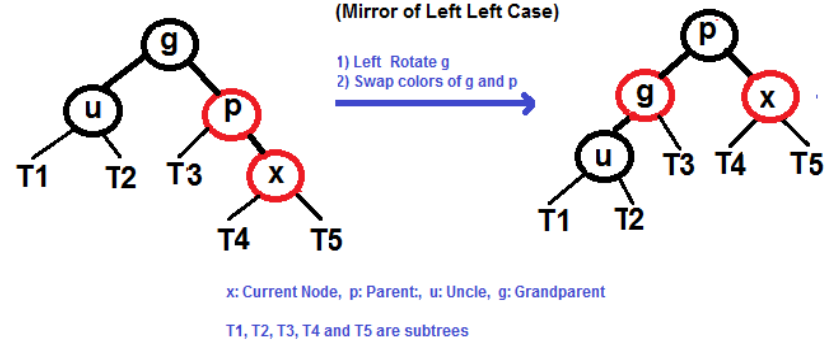 (Mirror of Left Left Case)
1) Left Rotate g
2) Swap colors of g and p
g
u
p
x
T1
T2
T3
T4
T5
p
g
x
u
T3
T4
T5
T1
T2
x: Current Node, p: Parent:, u: Uncle, g: Grandparent
T1, T2, T3, T4 and T5 are subtrees